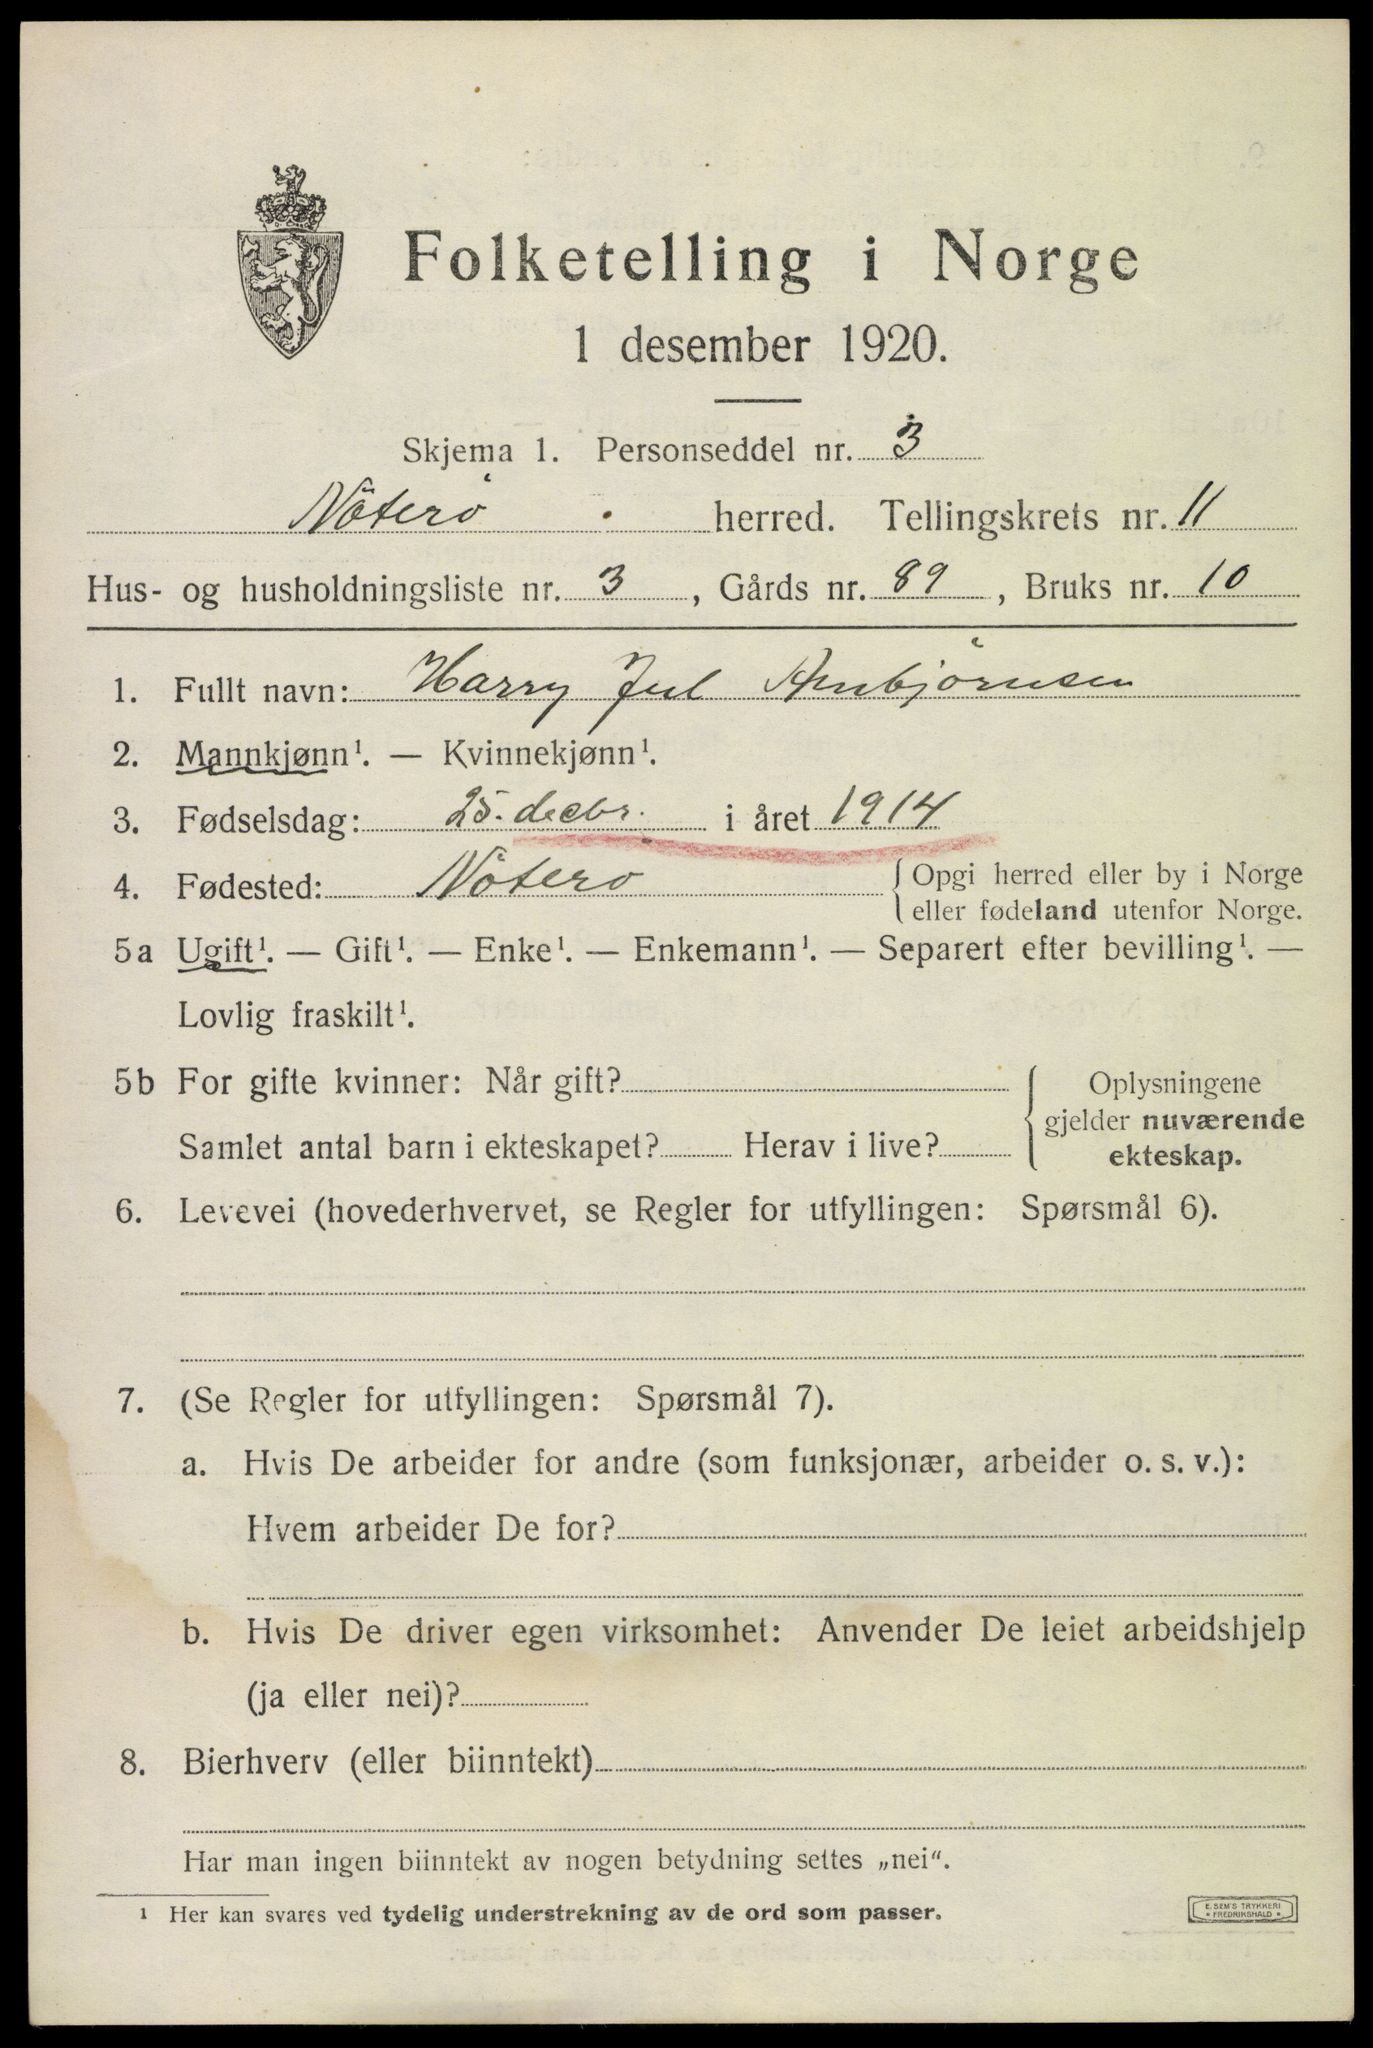 Folketelling i Norge
1 desember 1920.
Skjema 1. Personseddel nr. 3
Nöterö herred. Tellingskrets nr. 11
Hus- og husholdningsliste nr. 3, Gårds nr. 89, Bruks nr. 10
1. Fullt navn: Harry Jul Arnbjörnsen
2. Mannkjønn¹. — Kvinnekjønn¹.
3. Fødselsdag: 25. decbr. i året 1914
4. Fødested: Nöterö { Opgi herred eller by i Norge
eller fødeland utenfor Norge.
5a Ugift¹. — Gift¹. — Enke¹. — Enkemann¹. — Separert efter bevilling¹. —
Lovlig fraskilt¹.
5b For gifte kvinner: Når gift?
Samlet antal barn i ekteskapet? Herav i live?
{ Oplysningene
gjelder nuværende
ekteskap.
6. Levevei (hovederhvervet, se Regler for utfyllingen: Spørsmål 6).
7. (Se Regler for utfyllingen: Spørsmål 7).
a. Hvis De arbeider for andre (som funksjonær, arbeider o. s. v.):
Hvem arbeider De for?
b. Hvis De driver egen virksomhet: Anvender De leiet arbeidshjelp
(ja eller nei)?
8. Bierhverv (eller biinntekt)
Har man ingen biinntekt av nogen betydning settes „nei“.
¹ Her kan svares ved tydelig understrekning av de ord som passer.
E. SEM'S TRYKKERI
* FREDRIKSHALD *